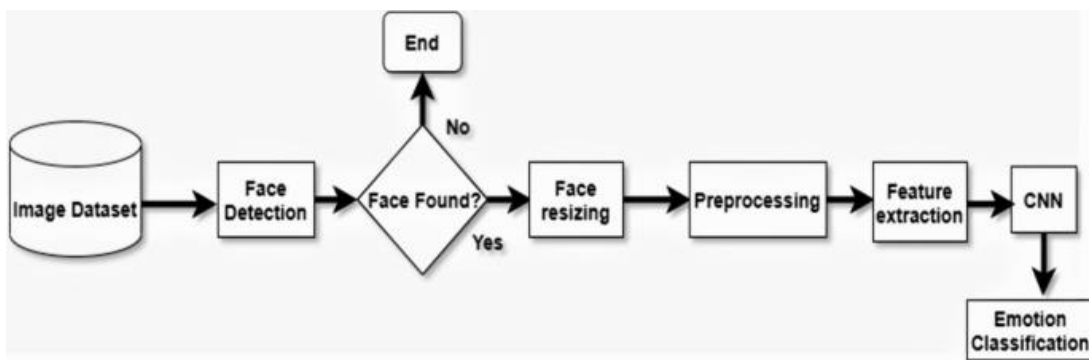 End
No
Image Dataset
Face
Detection
Face Found?
Yes
Face
resizing
Preprocessing
Feature
extraction
CNN
Emotion
Classification